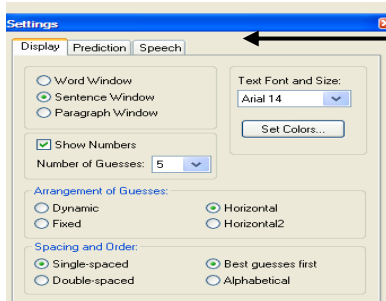 Settings
Display Prediction Speech
Word Window
Sentence Window
Paragraph Window
Text Font and Size:
Arial 14
Set Colors...
Show Numbers
Number of Guesses: 5
Arrangement of Guesses:
Dynamic Horizontal
Fixed Horizontal2
Spacing and Order:
Single-spaced Best guesses first
Double-spaced Alphabetical